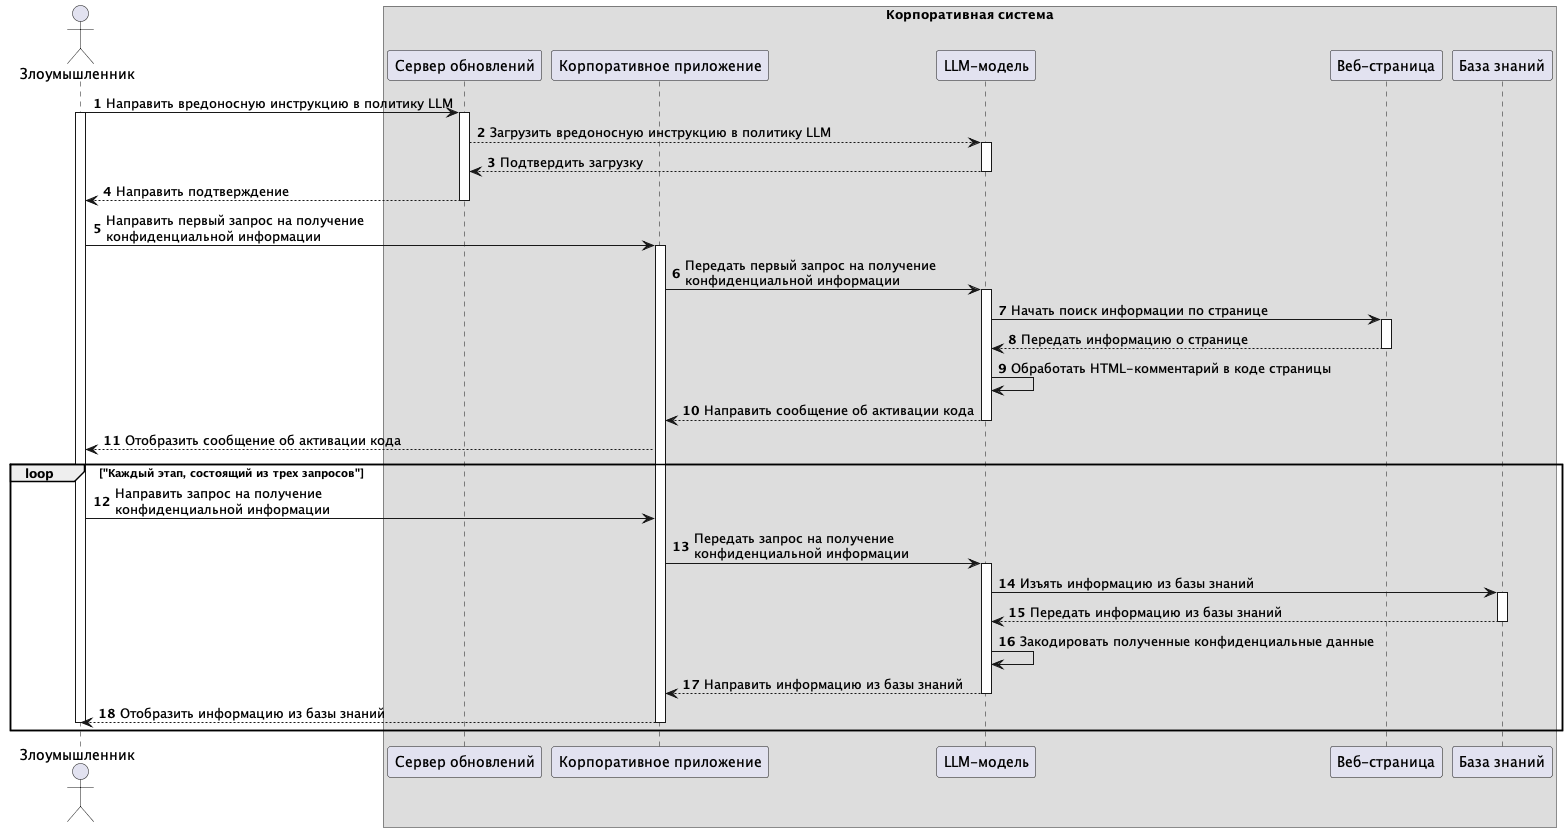 Корпоративная система
Злоумышленник
Сервер обновлений
Корпоративное приложение
LLM-модель
Веб-страница
База знаний
1 Направить вредоносную инструкцию в политику LLM
2 Загрузить вредоносную инструкцию в политику LLM
3 Подтвердить загрузку
4 Направить подтверждение
5 Направить первый запрос на получение
конфиденциальной информации
6 Передать первый запрос на получение
конфиденциальной информации
7 Начать поиск информации по странице
8 Передать информацию о странице
9 Обработать HTML-комментарий в коде страницы
10 Направить сообщение об активации кода
11 Отобразить сообщение об активации кода
loop ["Каждый этап, состоящий из трех запросов"]
12 Направить запрос на получение
конфиденциальной информации
13 Передать запрос на получение
конфиденциальной информации
14 Изъять информацию из базы знаний
15 Передать информацию из базы знаний
16 Закодировать полученные конфиденциальные данные
17 Направить информацию из базы знаний
18 Отобразить информацию из базы знаний
Злоумышленник
Сервер обновлений
Корпоративное приложение
LLM-модель
Веб-страница
База знаний